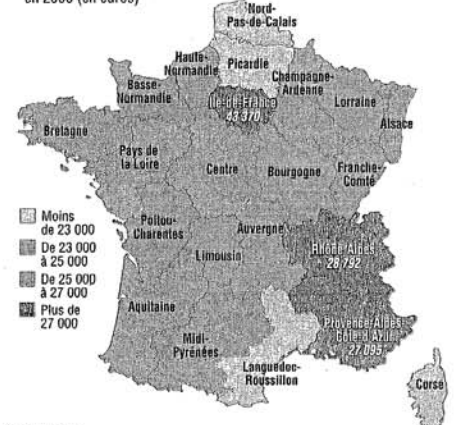 en 2006 (en euros)
Nord-
Pas-de-Calais
Haute-
Normandie
Picardie
Basse-
Normandie
Champagne-
Ardenne
Île-de-France
43 370
Lorraine
Alsace
Bretagne
Pays de
la Loire
Centre
Bourgogne
Franche-
Comté
Moins
de 23 000
De 23 000
à 25 000
De 25 000
à 27 000
Plus de
27 000
Poitou-
Charentes
Auvergne
Limousin
Rhône-Alpes
28 792
Aquitaine
Provence-Alpes-
Côte d'Azur
27 095
Midi-
Pyrénées
Languedoc-
Roussillon
Corse